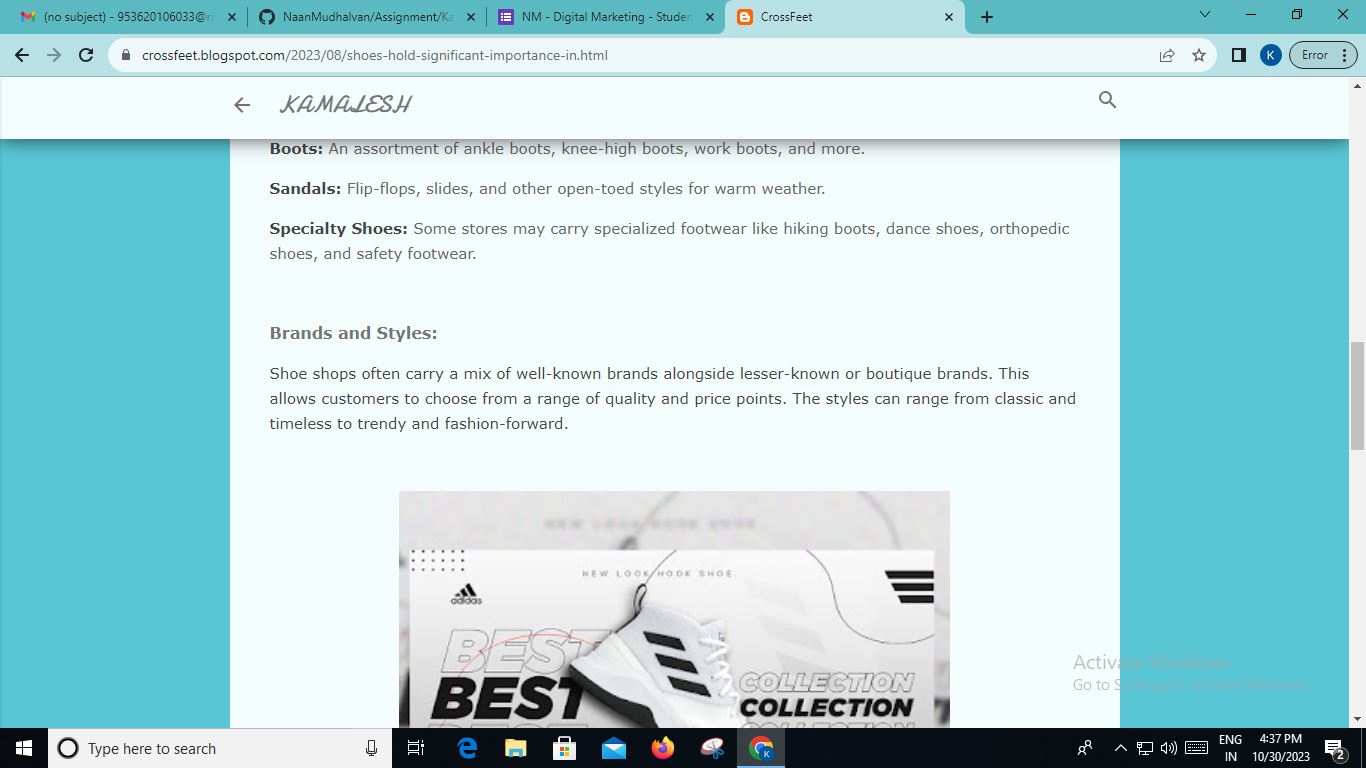 (no subject) - 953620106033@ri
NaanMudhalvan/Assignment/Ka
NM - Digital Marketing - Studen
CrossFeet
crossfeet.blogspot.com/2023/08/shoes-hold-significant-importance-in.html
K
Error
KAMALESH
Boots: An assortment of ankle boots, knee-high boots, work boots, and more.
Sandals: Flip-flops, slides, and other open-toed styles for warm weather.
Specialty Shoes: Some stores may carry specialized footwear like hiking boots, dance shoes, orthopedic
shoes, and safety footwear.
Brands and Styles:
Shoe shops often carry a mix of well-known brands alongside lesser-known or boutique brands. This
allows customers to choose from a range of quality and price points. The styles can range from classic and
timeless to trendy and fashion-forward.
NEW LOOK HOOK SHOE
NEW LOOK HOOK SHOE.
adidas
BEST
BEST
BEST
COLLECTION
COLLECTION
COLLECTION
Activate Windows
Go to Settings to activate Windows.
Type here to search
K
ENG
IN
4:37 PM
10/30/2023
2